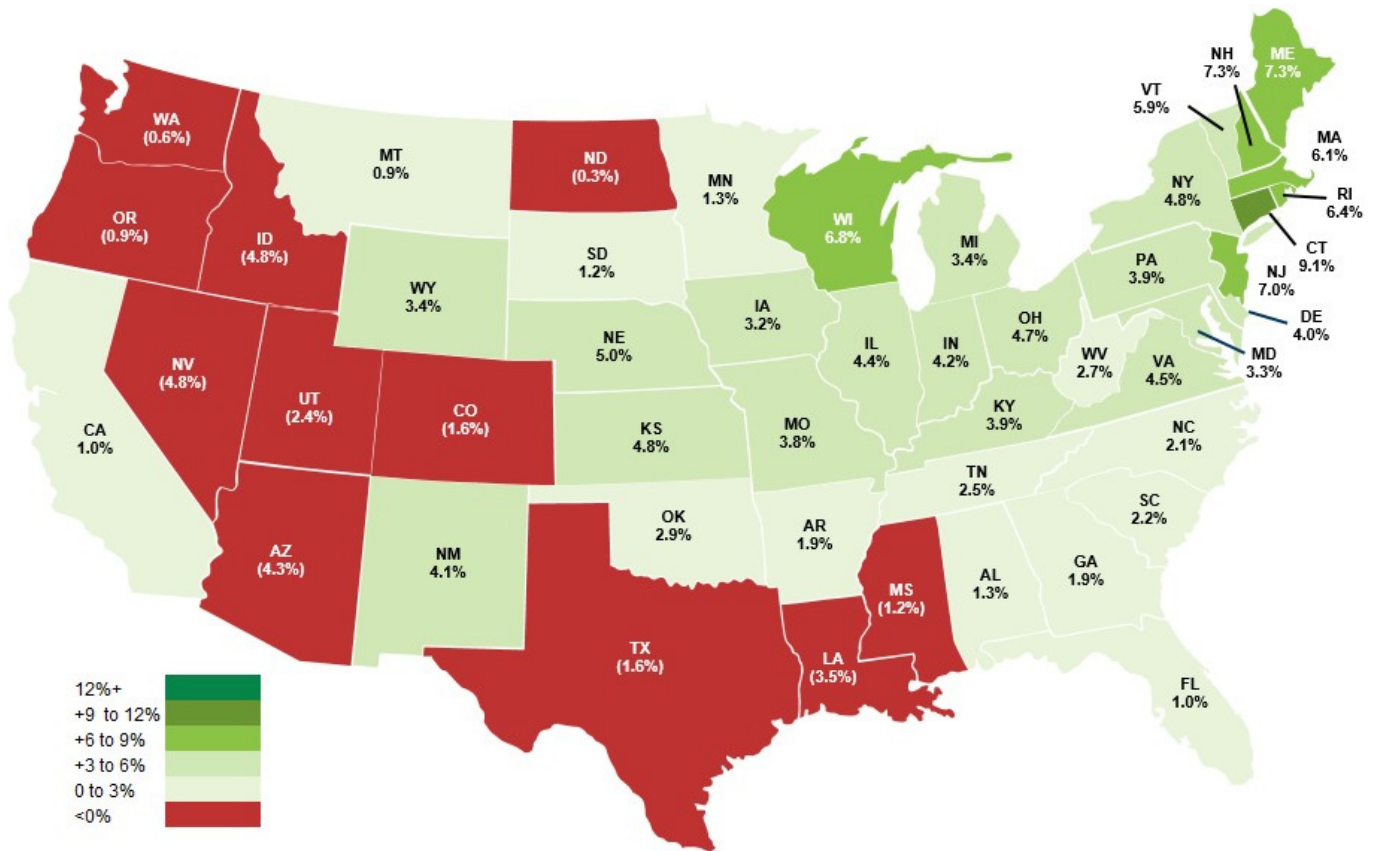 NH
7.3%
ME
7.3%
VT
5.9%
WA
(0.6%)
MT
0.9%
ND
(0.3%)
MN
1.3%
MA
6.1%
NY
4.8%
RI
6.4%
OR
(0.9%)
ID
(4.8%)
WI
6.8%
MI
3.4%
CT
9.1%
SD
1.2%
PA
3.9%
NJ
7.0%
WY
3.4%
IA
3.2%
DE
4.0%
NE
5.0%
OH
4.7%
IL
4.4%
IN
4.2%
WV
2.7%
VA
4.5%
MD
3.3%
NV
(4.8%)
UT
(2.4%)
CO
(1.6%)
CA
1.0%
KS
4.8%
MO
3.8%
KY
3.9%
NC
2.1%
TN
2.5%
SC
2.2%
AZ
(4.3%)
NM
4.1%
OK
2.9%
AR
1.9%
MS
(1.2%)
AL
1.3%
GA
1.9%
TX
(1.6%)
LA
(3.5%)
FL
1.0%
12%+
+9 to 12%
+6 to 9%
+3 to 6%
0 to 3%
<0%